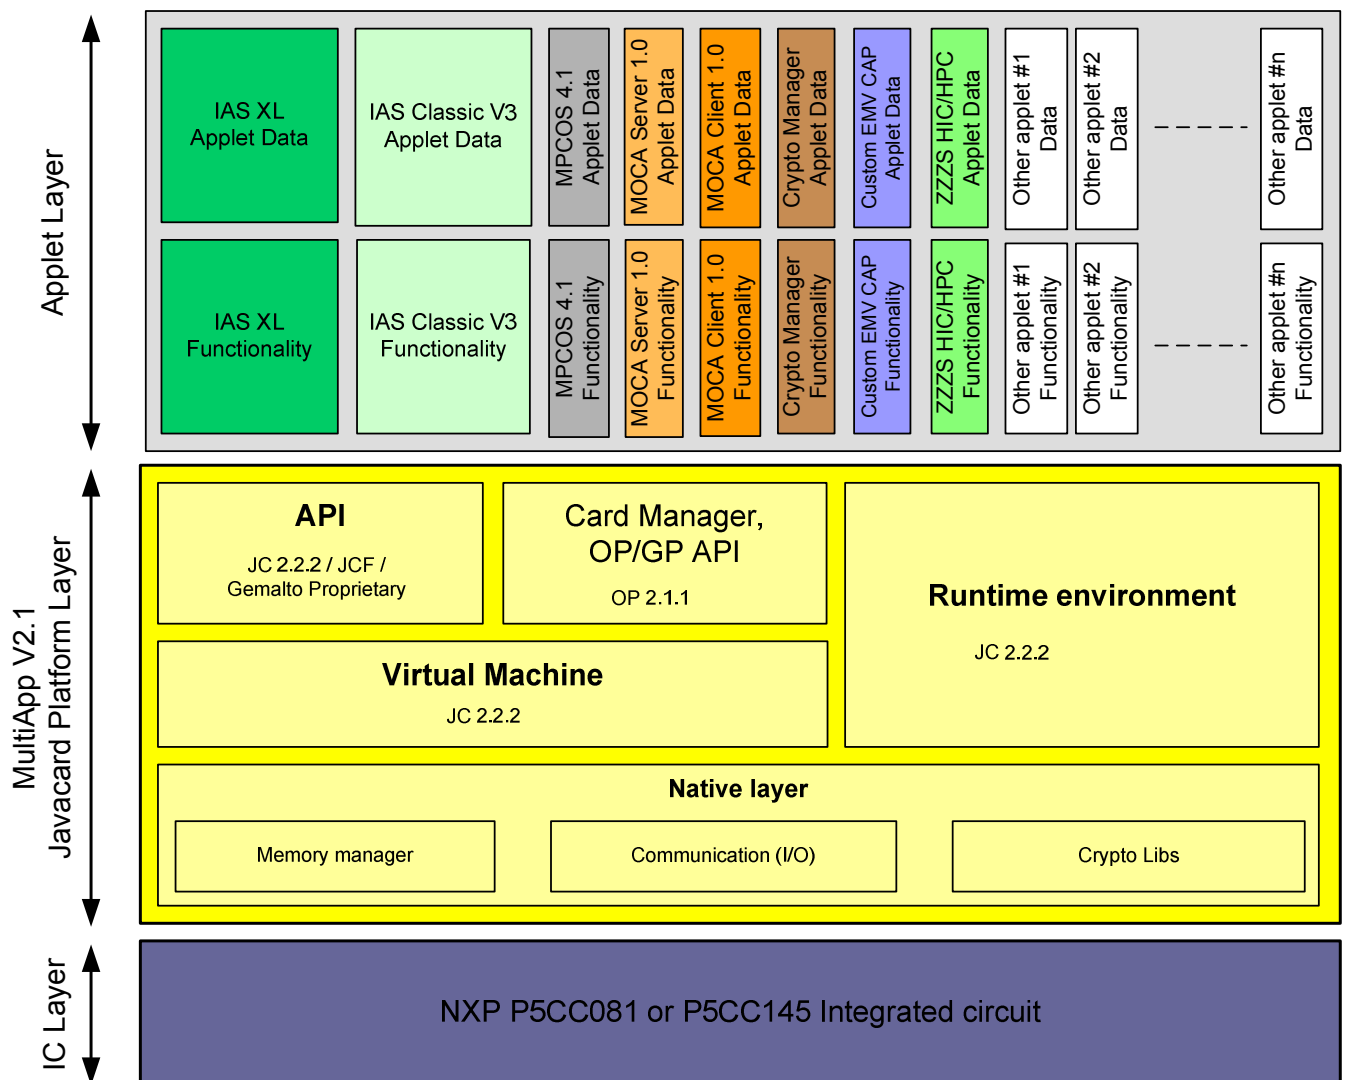 Applet Layer
IAS XL
Applet Data
IAS Classic V3
Applet Data
MPCOS 4.1
Applet Data
MOCA Server 1.0
Applet Data
MOCA Client 1.0
Applet Data
Crypto Manager
Applet Data
Custom EMV CAP
Applet Data
ZZZS HIC/HPC
Applet Data
Other applet #1
Data
Other applet #2
Data
Other applet #n
Data
IAS XL
Functionality
IAS Classic V3
Functionality
MPCOS 4.1
Functionality
MOCA Server 1.0
Functionality
MOCA Client 1.0
Functionality
Crypto Manager
Functionality
Custom EMV CAP
Functionality
ZZZS HIC/HPC
Functionality
Other applet #1
Functionality
Other applet #2
Functionality
Other applet #n
Functionality
MultiApp V2.1
Javacard Platform Layer
API
JC 2.2.2 / JCF /
Gemalto Proprietary
Card Manager,
OP/GP API
OP 2.1.1
Runtime environment
JC 2.2.2
Virtual Machine
JC 2.2.2
Native layer
Memory manager
Communication (I/O)
Crypto Libs
IC Layer
NXP P5CC081 or P5CC145 Integrated circuit